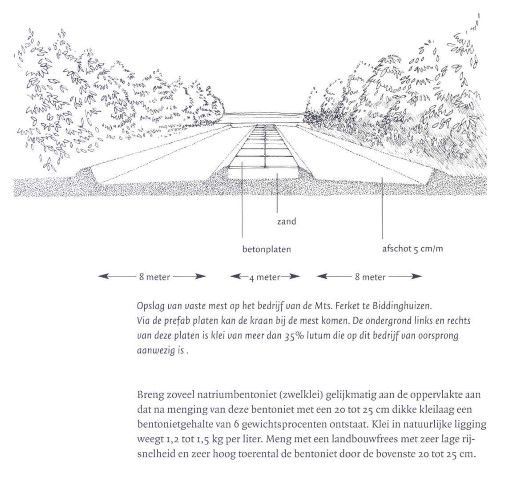 zand
betonplaten
afschot 5 cm/m
8 meter
4 meter
8 meter
Opslag van vaste mest op het bedrijf van de Mts. Ferket te Biddinghuizen.
Via de prefab platen kan de kraan bij de mest komen. De ondergrond links en rechts
van deze platen is klei van meer dan 35% lutum die op dit bedrijf van oorsprong
aanwezig is .
Breng zoveel natriumbentoniet (zwelklei) gelijkmatig aan de oppervlakte aan
dat na menging van deze bentoniet met een 20 tot 25 cm dikke kleilaag een
bentonietgehalte van 6 gewichtsprocenten ontstaat. Klei in natuurlijke ligging
weegt 1,2 tot 1,5 kg per liter. Meng met een landbouwfrees met zeer lage rij-
snelheid en zeer hoog toerental de bentoniet door de bovenste 20 tot 25 cm.